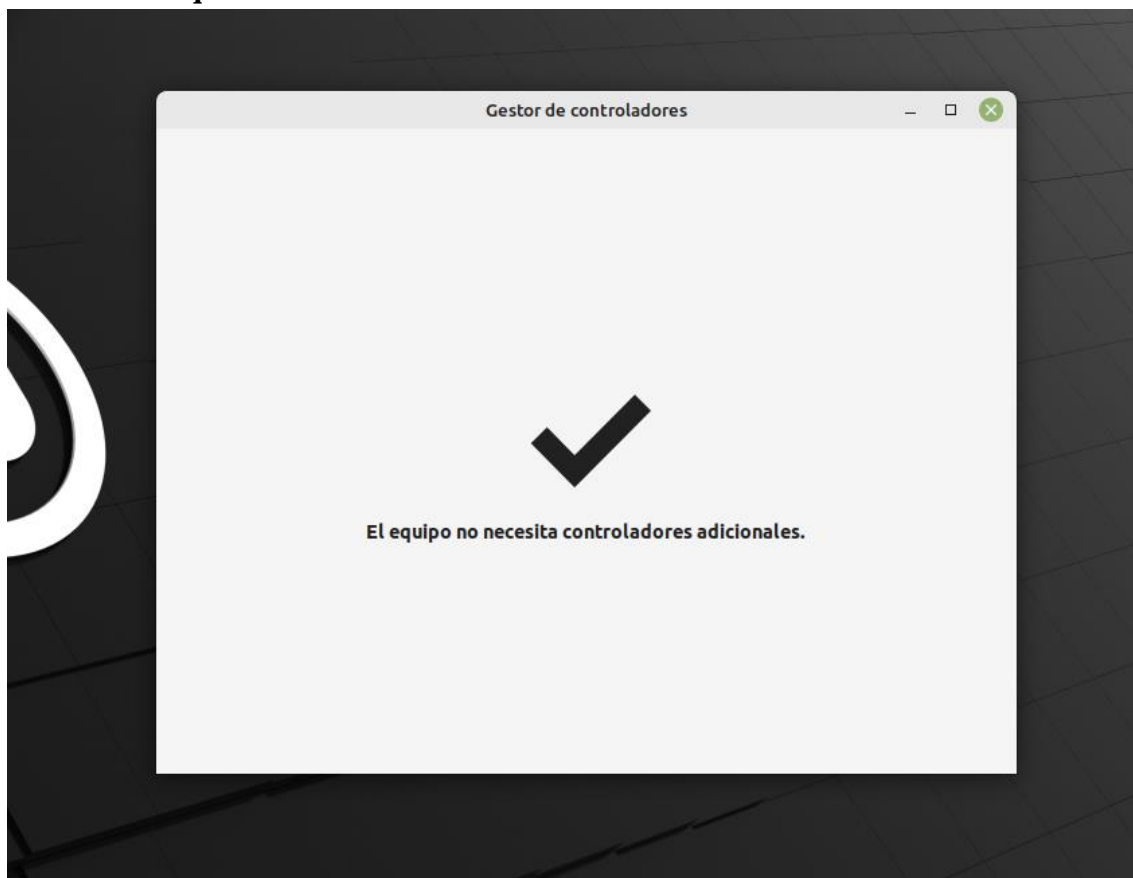 Gestor de controladores
El equipo no necesita controladores adicionales.